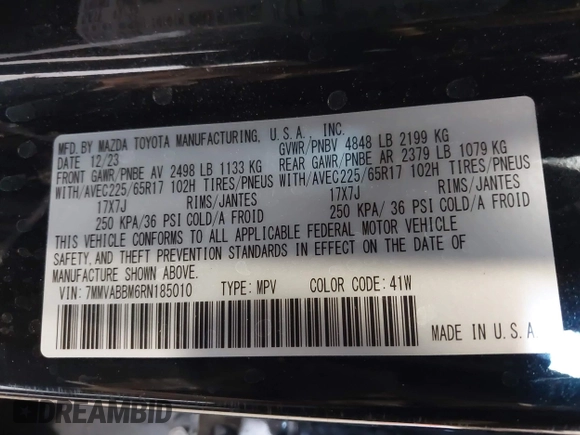 MFD. BY MAZDA TOYOTA MANUFACTURING, U.S.A., INC.
DATE 12/23 GVWR/PNBV 4848 LB 2199 KG
FRONT GAWR/PNBE AV 2498 LB 1133 KG REAR GAWR/PNBE AR 2379 LB 1079 KG
WITH/AVEC225/65R17 102H TIRES/PNEUS WITH/AVEC225/65R17 102H TIRES/PNEUS
17X7J RIMS/JANTES 17X7J RIMS/JANTES
250 KPA/36 PSI COLD/A FROID 250 KPA/36 PSI COLD/A FROID
THIS VEHICLE CONFORMS TO ALL APPLICABLE FEDERAL MOTOR VEHICLE
SAFETY, AND THEFT PREVENTION STANDARDS IN EFFECT ON THE DATE OF
MANUFACTURE SHOWN ABOVE.
VIN: 7MMVABBM6RN185010 TYPE: MPV COLOR CODE: 41W
MADE IN U.S.A.
DREAMBID